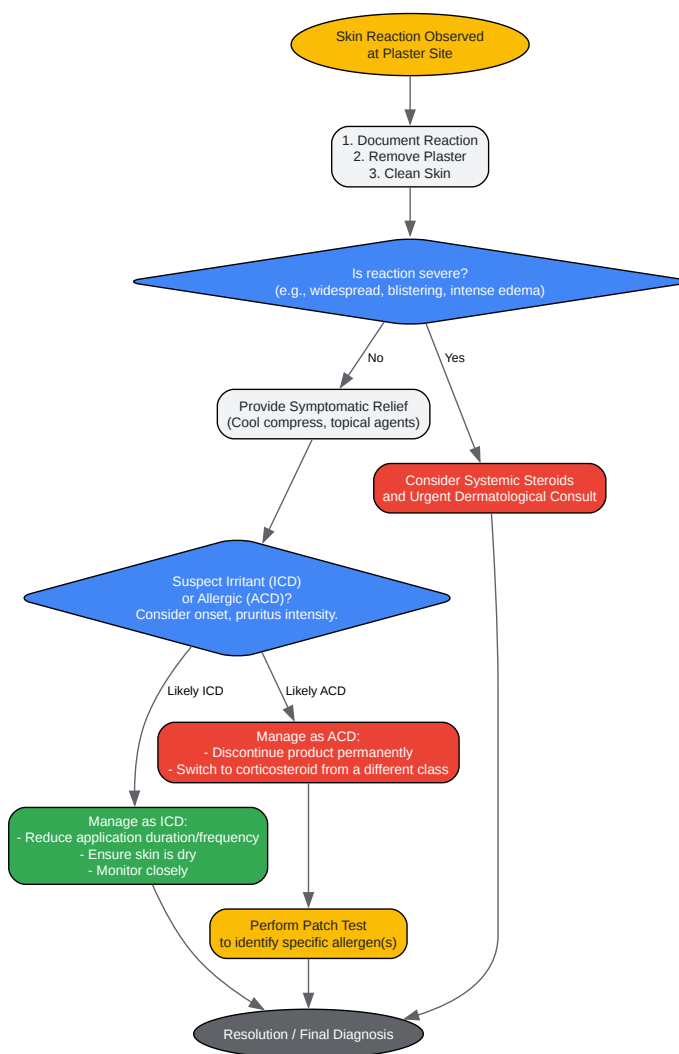 Skin Reaction Observed
at Plaster Site
1. Document Reaction
2. Remove Plaster
3. Clean Skin
Is reaction severe?
(e.g., widespread, blistering, intense edema)
No
Yes
Provide Symptomatic Relief
(Cool compress, topical agents)
Consider Systemic Steroids
and Urgent Dermatological Consult
Suspect Irritant (ICD)
or Allergic (ACD)?
Consider onset, pruritus intensity.
Likely ICD
Likely ACD
Manage as ACD:
- Discontinue product permanently
- Switch to corticosteroid from a different class
Manage as ICD:
- Reduce application duration/frequency
- Ensure skin is dry
- Monitor closely
Perform Patch Test
to identify specific allergen(s)
Resolution / Final Diagnosis